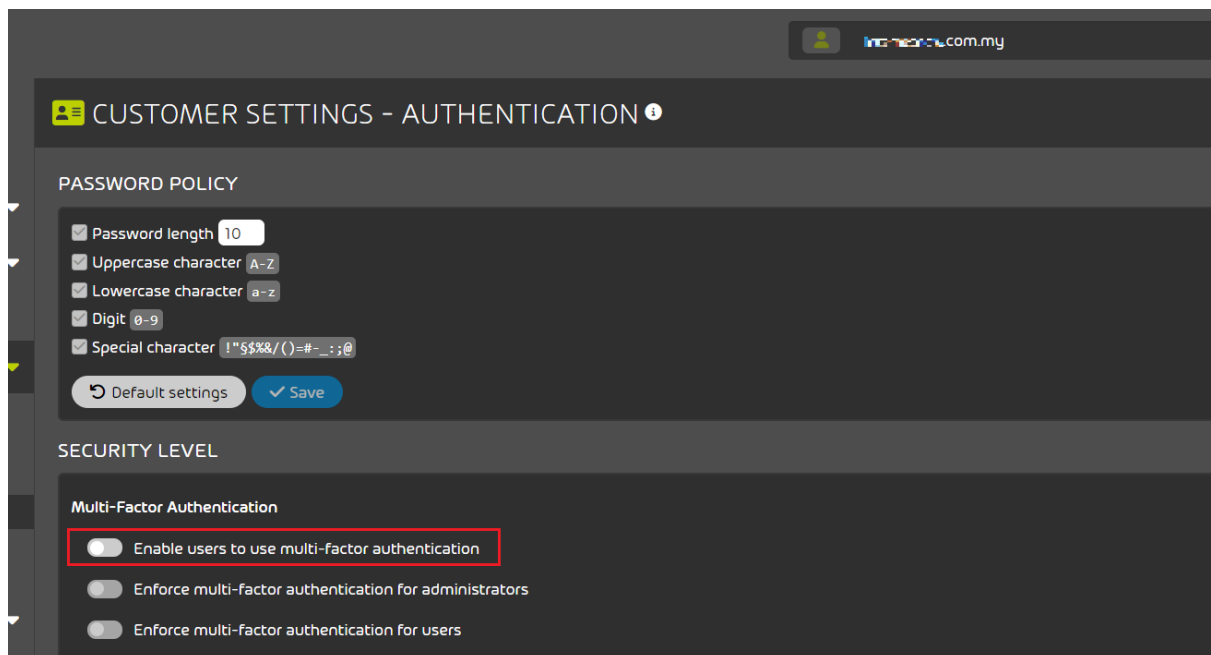 .com.my
CUSTOMER SETTINGS - AUTHENTICATION
PASSWORD POLICY
Password length 10
Uppercase character A-Z
Lowercase character a-z
Digit 0-9
Special character !"§$%&/()=#-_:;@
Default settings Save
SECURITY LEVEL
Multi-Factor Authentication
Enable users to use multi-factor authentication
Enforce multi-factor authentication for administrators
Enforce multi-factor authentication for users